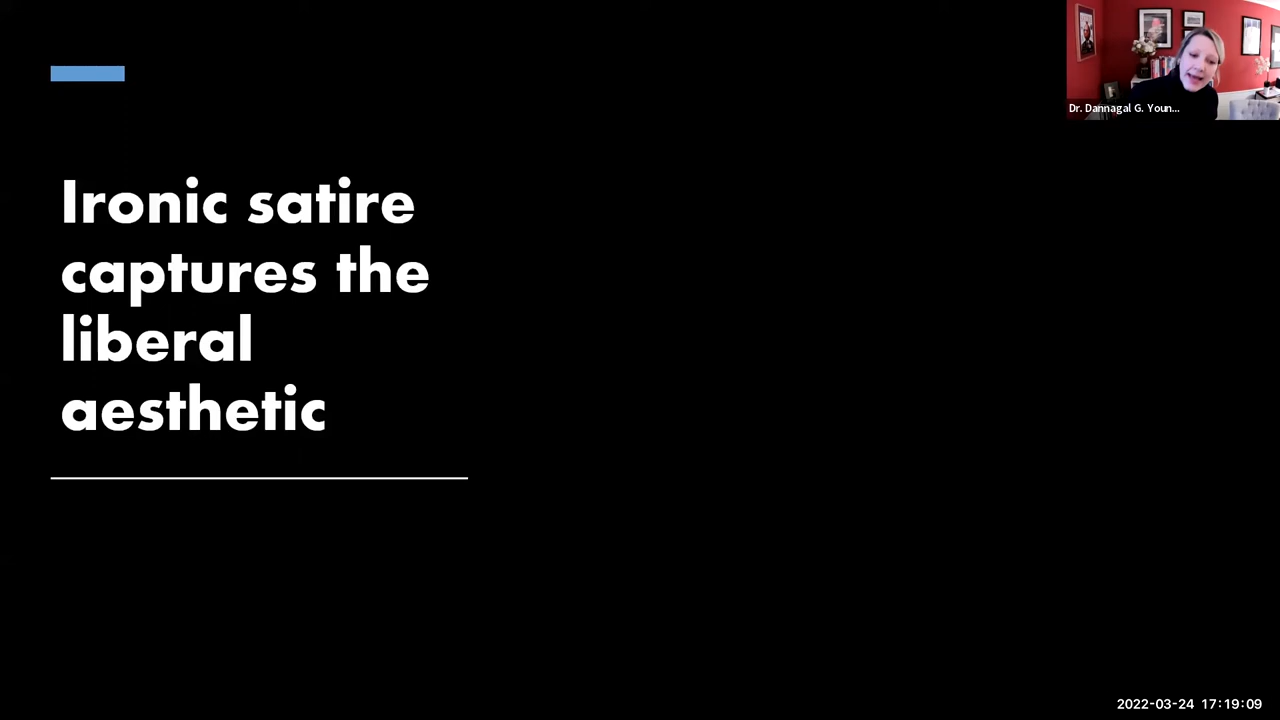 Dr. Dannagal G. Youn...
Ironic satire
captures the
liberal
aesthetic
2022-03-24 17:19:09